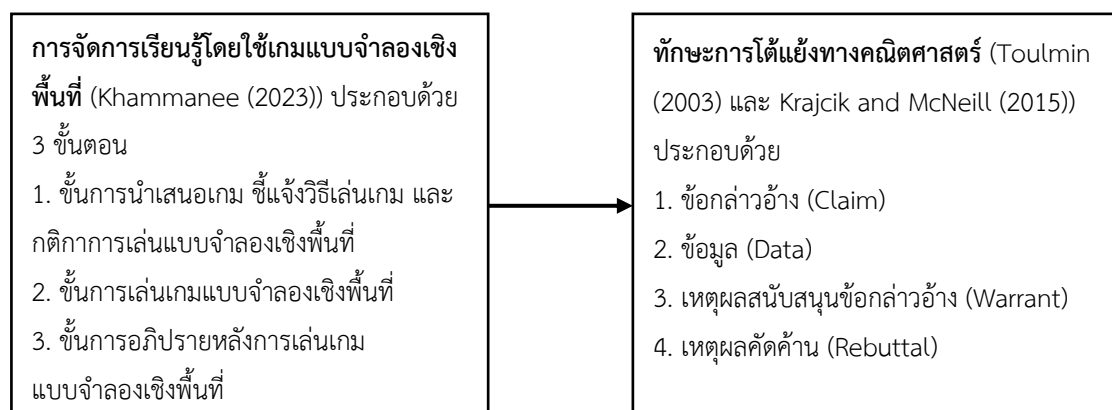 การจัดการเรียนรู้โดยใช้เกมแบบจำลองเชิง
พื้นที่ (Khammanee (2023)) ประกอบด้วย
3 ขั้นตอน
1. ขั้นการนำเสนอเกม ชี้แจ้งวิธีเล่นเกม และ
กติกาการเล่นแบบจำลองเชิงพื้นที่
2. ขั้นการเล่นเกมแบบจำลองเชิงพื้นที่
3. ขั้นการอภิปรายหลังการเล่นเกม
แบบจำลองเชิงพื้นที่
ทักษะการโต้แย้งทางคณิตศาสตร์ (Toulmin
(2003) และ Krajcik and McNeill (2015))
ประกอบด้วย
1. ข้อกล่าวอ้าง (Claim)
2. ข้อมูล (Data)
3. เหตุผลสนับสนุนข้อกล่าวอ้าง (Warrant)
4. เหตุผลคัดค้าน (Rebuttal)